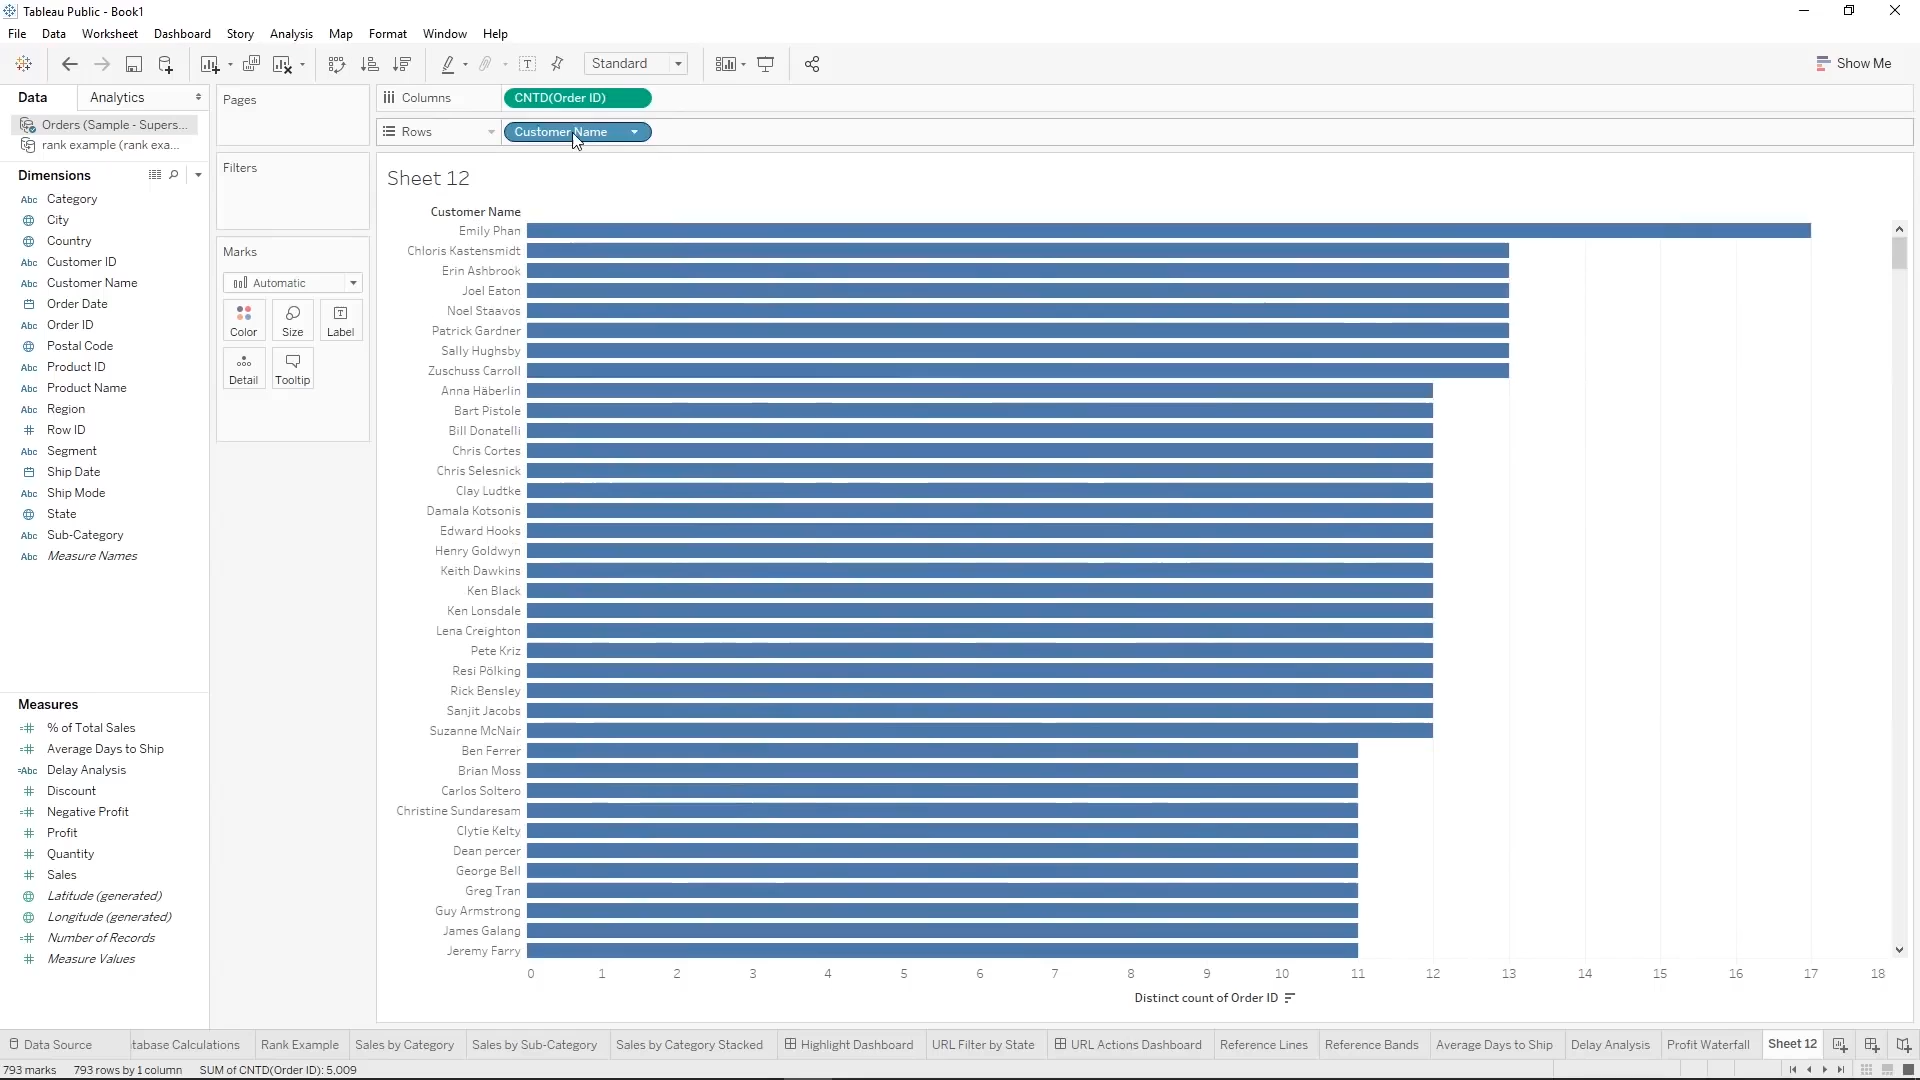 Tableau Public - Book1
File Data Worksheet Dashboard Story Analysis Map Format Window Help
Standard
Show Me
Data Analytics
Orders (Sample - Supers...
rank example (rank exa...
Dimensions
Abc Category
City
Country
Abc Customer ID
Abc Customer Name
Order Date
Abc Order ID
Postal Code
Abc Product ID
Abc Product Name
Abc Region
# Row ID
Abc Segment
Ship Date
Abc Ship Mode
State
Abc Sub-Category
Abc Measure Names
Measures
=# % of Total Sales
=# Average Days to Ship
=Abc Delay Analysis
# Discount
=# Negative Profit
# Profit
# Quantity
# Sales
Latitude (generated)
Longitude (generated)
=# Number of Records
# Measure Values
Pages
Filters
Marks
Automatic
Color Size Label
Detail Tooltip
Columns CNTD(Order ID)
Rows Customer Name
Sheet 12
Customer Name
Emily Phan
Chloris Kastensmidt
Erin Ashbrook
Joel Eaton
Noel Staavos
Patrick Gardner
Sally Hughsby
Zuschuss Carroll
Anna Häberlin
Bart Pistole
Bill Donatelli
Chris Cortes
Chris Selesnick
Clay Ludtke
Damala Kotsonis
Edward Hooks
Henry Goldwyn
Keith Dawkins
Ken Black
Ken Lonsdale
Lena Creighton
Pete Kriz
Resi Pölking
Rick Bensley
Sanjit Jacobs
Suzanne McNair
Ben Ferrer
Brian Moss
Carlos Soltero
Christine Sundaresam
Clytie Kelty
Dean percer
George Bell
Greg Tran
Guy Armstrong
James Galang
Jeremy Farry
0 1 2 3 4 5 6 7 8 9 10 11 12 13 14 15 16 17 18
Distinct count of Order ID
Data Source tabase Calculations Rank Example Sales by Category Sales by Sub-Category Sales by Category Stacked Highlight Dashboard URL Filter by State URL Actions Dashboard Reference Lines Reference Bands Average Days to Ship Delay Analysis Profit Waterfall Sheet 12
793 marks 793 rows by 1 column SUM of CNTD(Order ID): 5,009